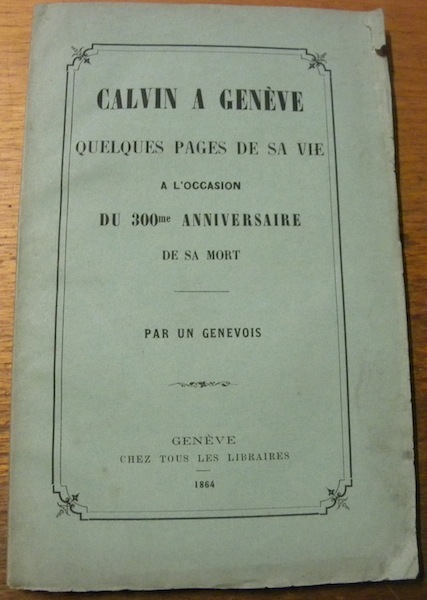 CALVIN A GENÈVE
QUELQUES PAGES DE SA VIE
A L'OCCASION
DU 300me ANNIVERSAIRE
DE SA MORT
PAR UN GENEVOIS
GENÈVE
CHEZ TOUS LES LIBRAIRES
1864